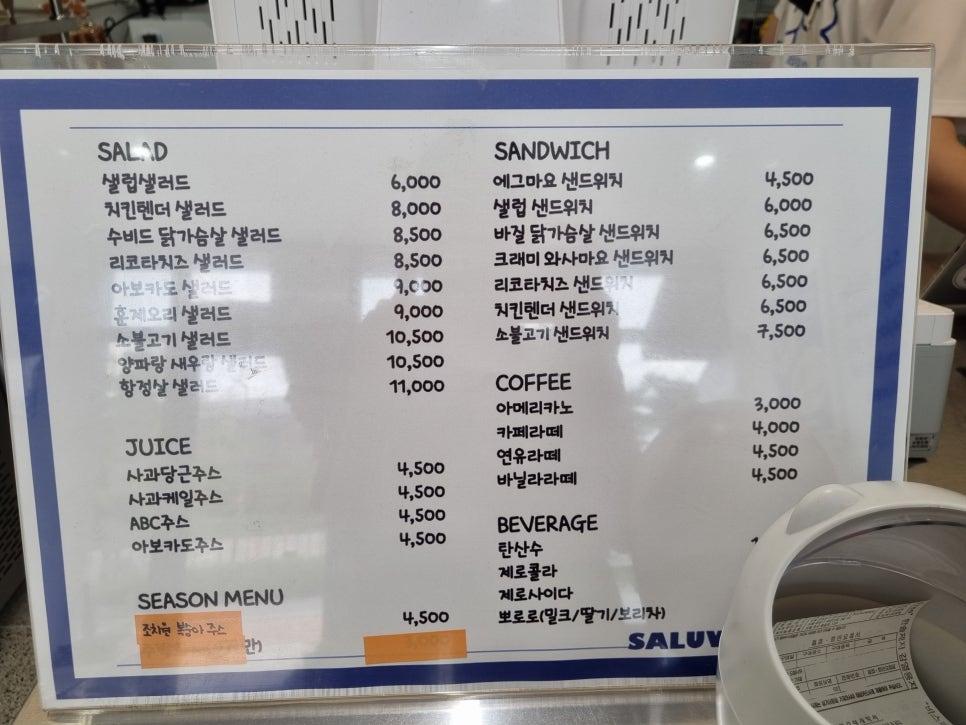 SALAD
샐럽샐러드 6,000
치킨텐더 샐러드 8,000
수비드 닭가슴살 샐러드 8,500
리코타치즈 샐러드 8,500
아보카도 샐러드 9,000
훈제오리 샐러드 9,000
소불고기 샐러드 10,500
양파랑 새우랑 샐러드 10,500
항정살 샐러드 11,000
JUICE
사과당근주스 4,500
사과케일주스 4,500
ABC주스 4,500
아보카도주스 4,500
SEASON MENU
조치원 복숭아 주스 4,500
SANDWICH
에그마요 샌드위치 4,500
샐럽 샌드위치 6,000
바질 닭가슴살 샌드위치 6,500
크래미 와사마요 샌드위치 6,500
리코타치즈 샌드위치 6,500
치킨텐더 샌드위치 6,500
소불고기 샌드위치 7,500
COFFEE
아메리카노 3,000
카페라떼 4,000
연유라떼 4,500
바닐라라떼 4,500
BEVERAGE
탄산수
제로콜라
제로사이다
뽀로로(밀크/딸기/보리차)